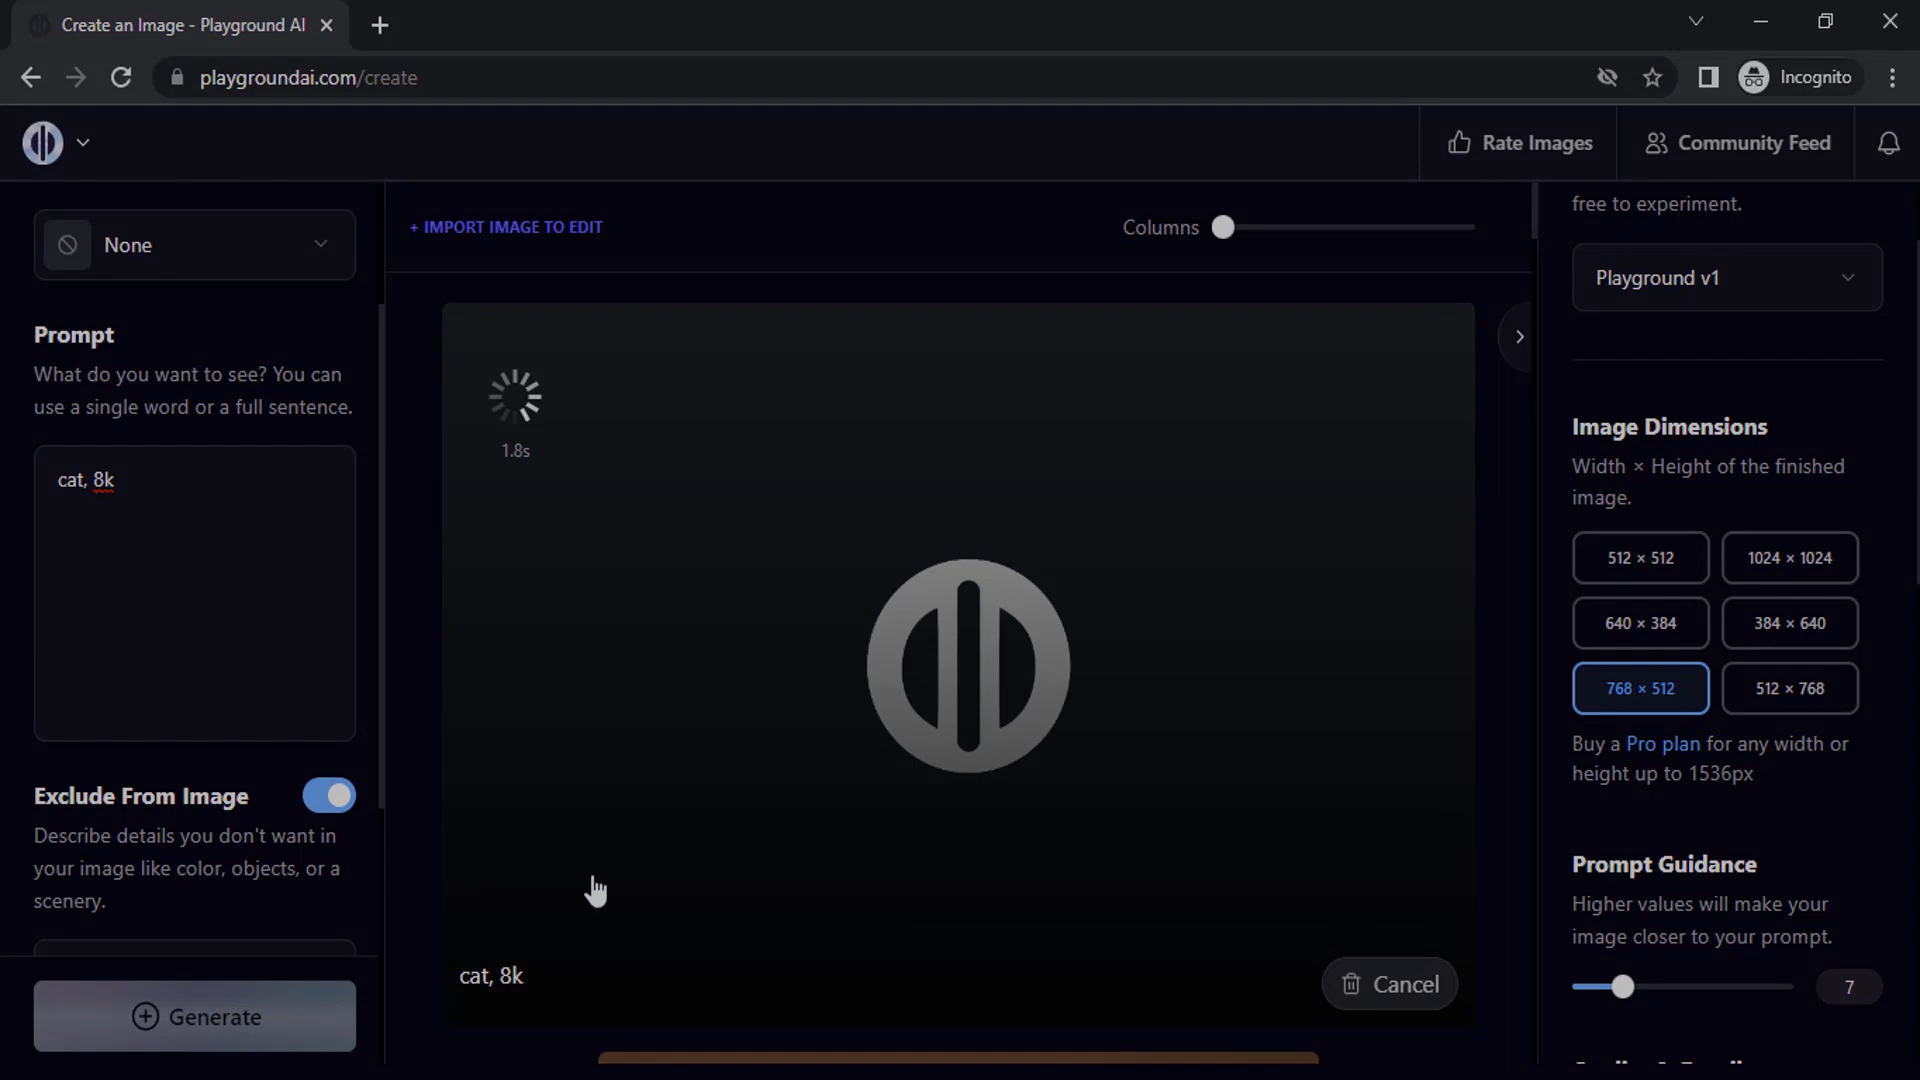 Create an Image - Playground AI
playgroundai.com/create
Incognito
Rate Images
Community Feed
None
+ IMPORT IMAGE TO EDIT
Columns
free to experiment.
Playground v1
Prompt
What do you want to see? You can
use a single word or a full sentence.
cat, 8k
1.8s
Image Dimensions
Width × Height of the finished
image.
512 × 512
1024 × 1024
640 × 384
384 × 640
768 × 512
512 × 768
Buy a Pro plan for any width or
height up to 1536px
Exclude From Image
Describe details you don't want in
your image like color, objects, or a
scenery.
Prompt Guidance
Higher values will make your
image closer to your prompt.
7
cat, 8k
Cancel
Generate